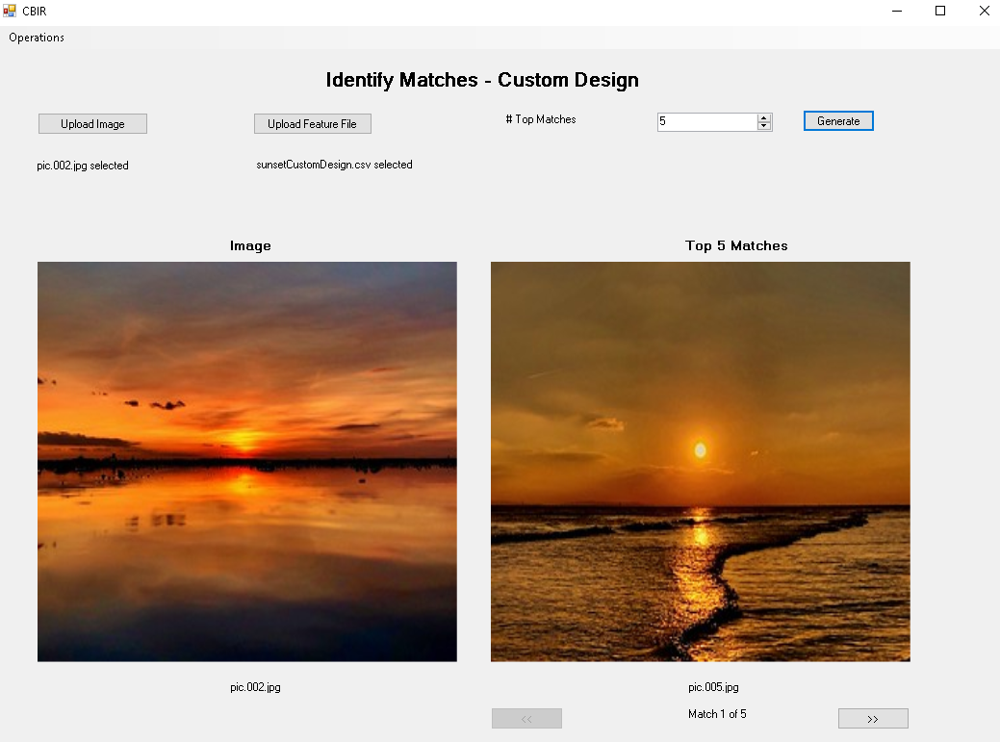 CBIR
Operations
Identify Matches - Custom Design
Upload Image
Upload Feature File
# Top Matches
5
Generate
pic.002.jpg selected
sunsetCustomDesign.csv selected
Image
Top 5 Matches
pic.002.jpg
pic.005.jpg
<<
Match 1 of 5
>>